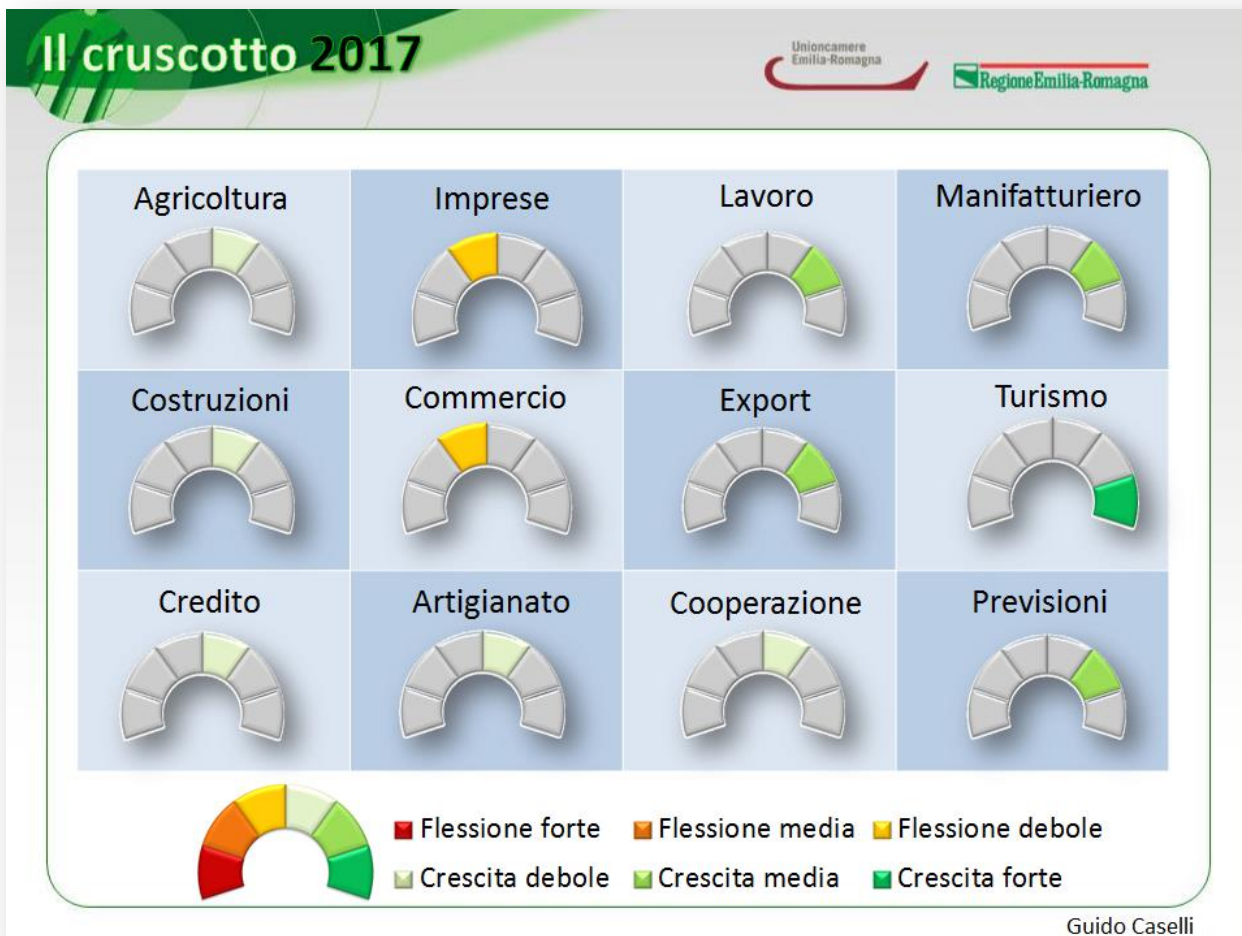 Il cruscotto 2017
Unioncamere
Emilia-Romagna
RegioneEmilia-Romagna
Agricoltura
Imprese
Lavoro
Manifatturiero
Costruzioni
Commercio
Export
Turismo
Credito
Artigianato
Cooperazione
Previsioni
Flessione forte
Flessione media
Flessione debole
Crescita debole
Crescita media
Crescita forte
Guido Caselli